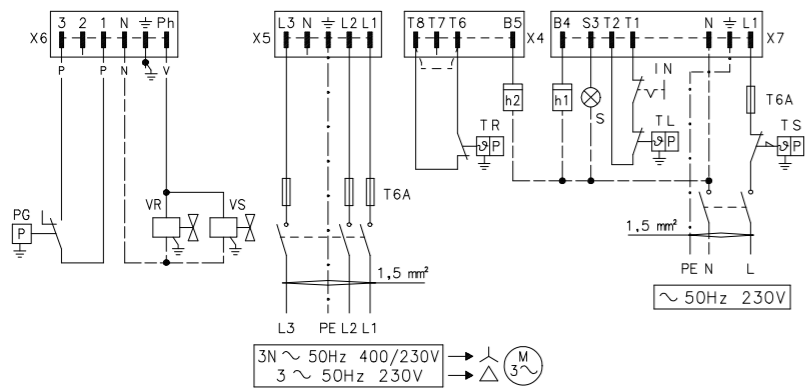 3 2 1 N Ph
X6
P P N V
PG
P
VR VS
L3 N L2 L1
X5
T6A
1,5 mm²
L3 PE L2 L1
3N ~ 50Hz 400/230V
3 ~ 50Hz 230V
M
3~
T8 T7 T6 B5
X4
h2
TR
ϑ P
B4 S3 T2 T1 N L1
X7
h1
S
IN
TL
ϑ P
T6A
TS
ϑ P
1,5 mm²
PE N L
~ 50Hz 230V